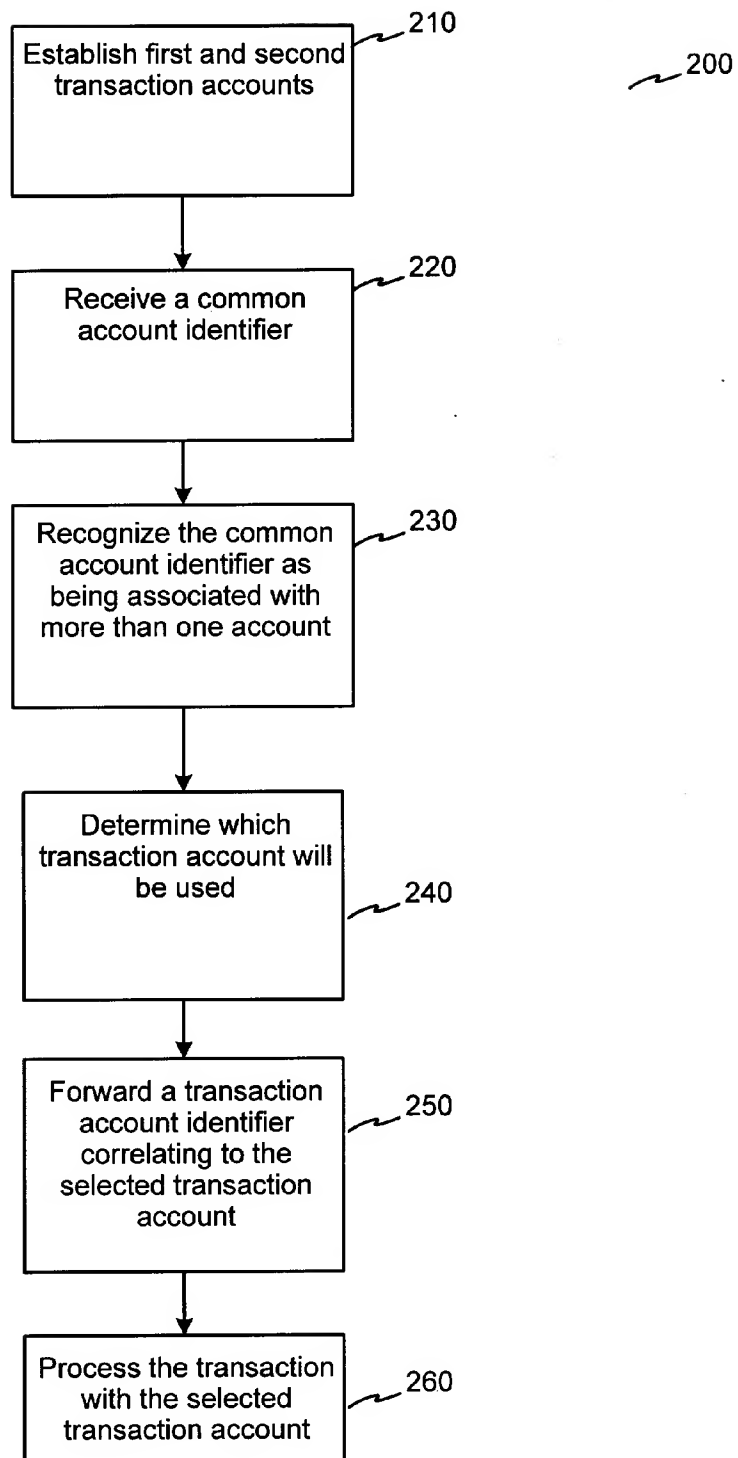 210
Establish first and second
transaction accounts
200
220
Receive a common
account identifier
230
Recognize the common
account identifier as
being associated with
more than one account
Determine which
transaction account will
be used
240
Forward a transaction
account identifier
correlating to the
selected transaction
account
250
Process the transaction
with the selected
transaction account
260